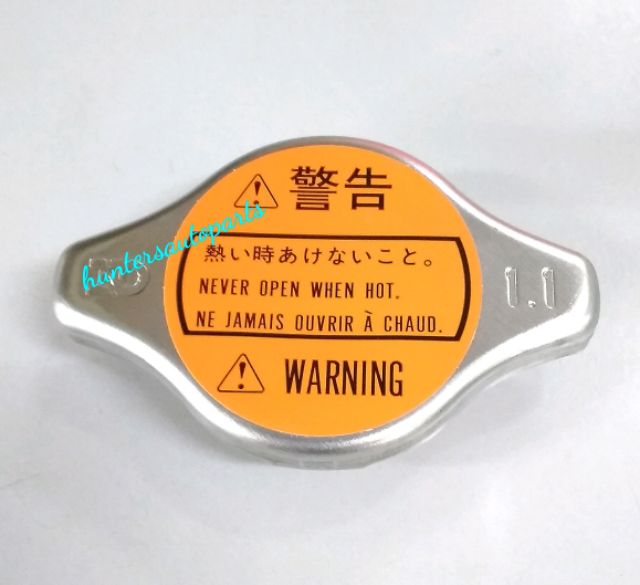 警告
huntersautoparts
熱い時あけないこと。
NEVER OPEN WHEN HOT.
NE JAMAIS OUVRIR À CHAUD.
1.1
WARNING